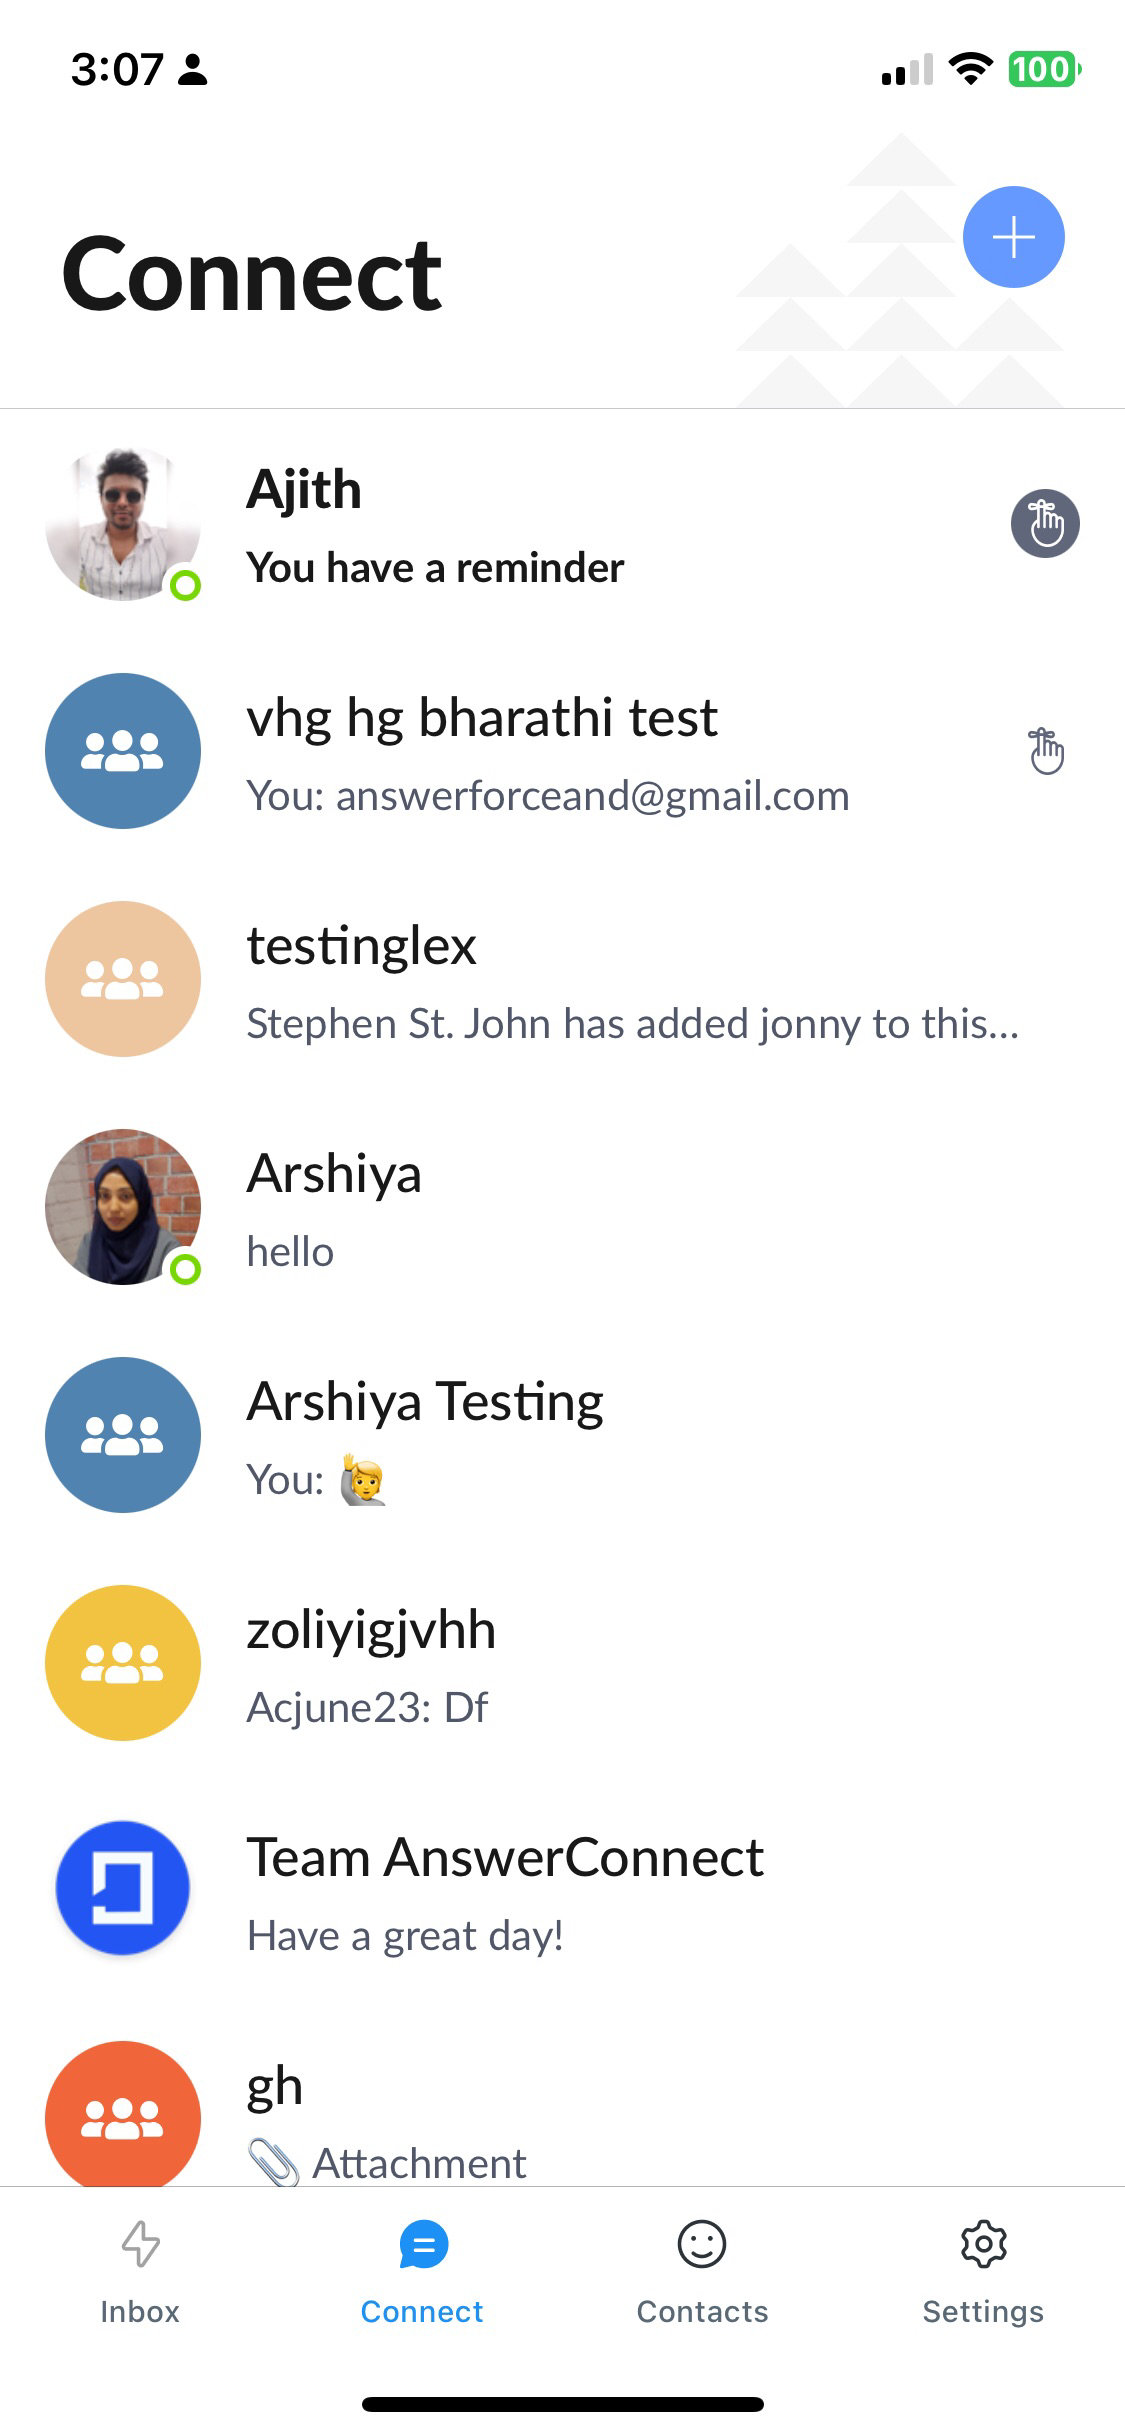 3:07
100
Connect
Ajith
You have a reminder
vhg hg bharathi test
You: answerforceand@gmail.com
testinglex
Stephen St. John has added jonny to this...
Arshiya
hello
Arshiya Testing
You: 🙋
zoliyigjvhh
Acjune23: Df
Team AnswerConnect
Have a great day!
gh
📎 Attachment
Inbox
Connect
Contacts
Settings